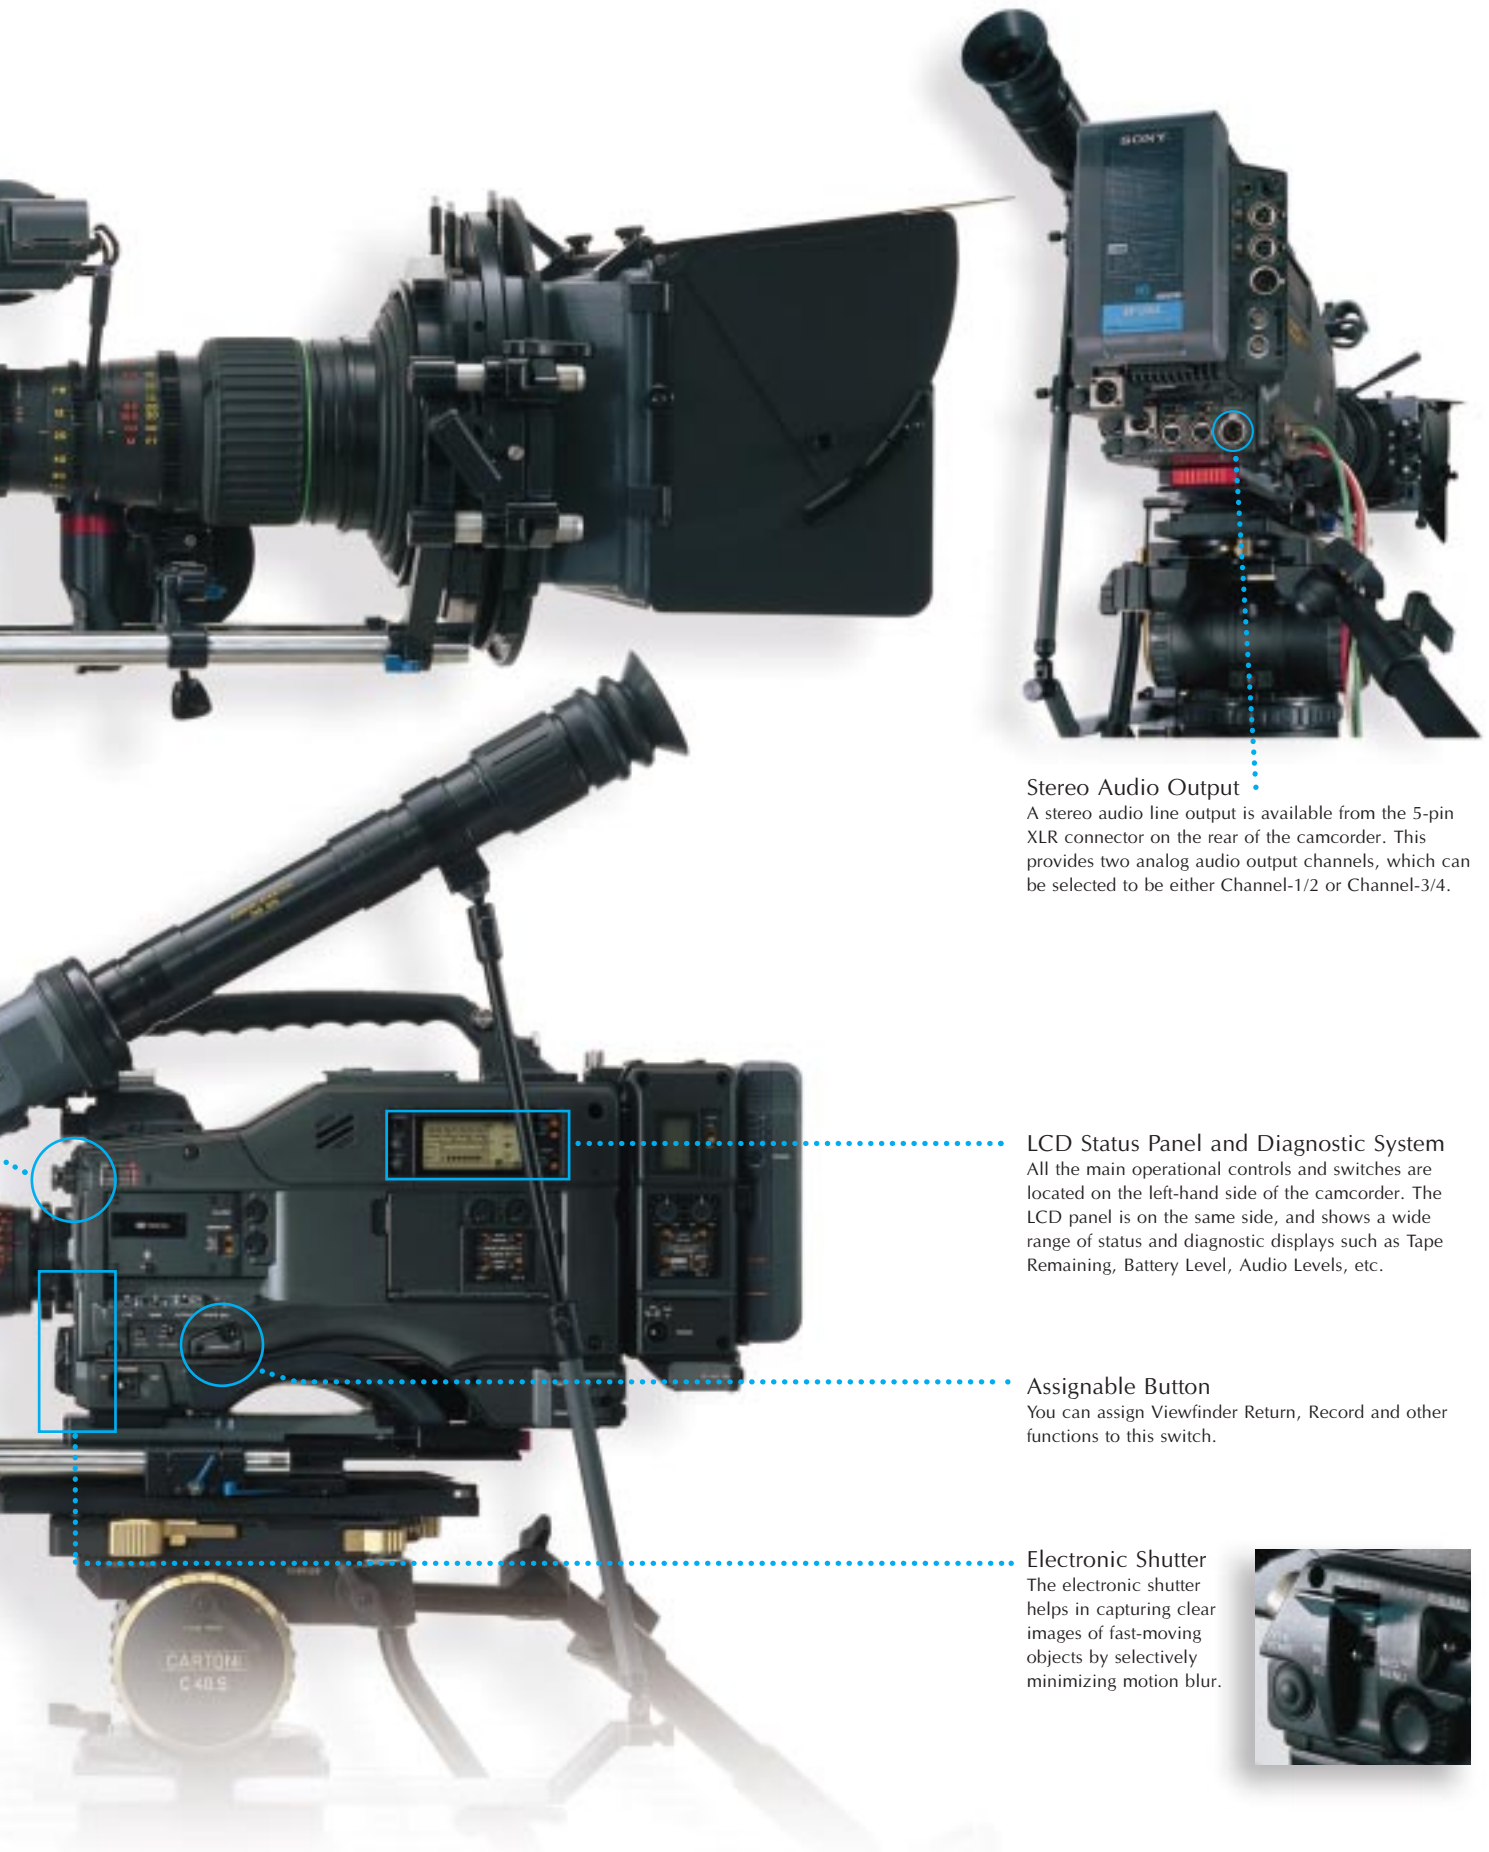 SONY
Stereo Audio Output
A stereo audio line output is available from the 5-pin
XLR connector on the rear of the camcorder. This
provides two analog audio output channels, which can
be selected to be either Channel-1/2 or Channel-3/4.
LCD Status Panel and Diagnostic System
All the main operational controls and switches are
located on the left-hand side of the camcorder. The
LCD panel is on the same side, and shows a wide
range of status and diagnostic displays such as Tape
Remaining, Battery Level, Audio Levels, etc.
Assignable Button
You can assign Viewfinder Return, Record and other
functions to this switch.
Electronic Shutter
The electronic shutter
helps in capturing clear
images of fast-moving
objects by selectively
minimizing motion blur.
CARTONI
C 40 S